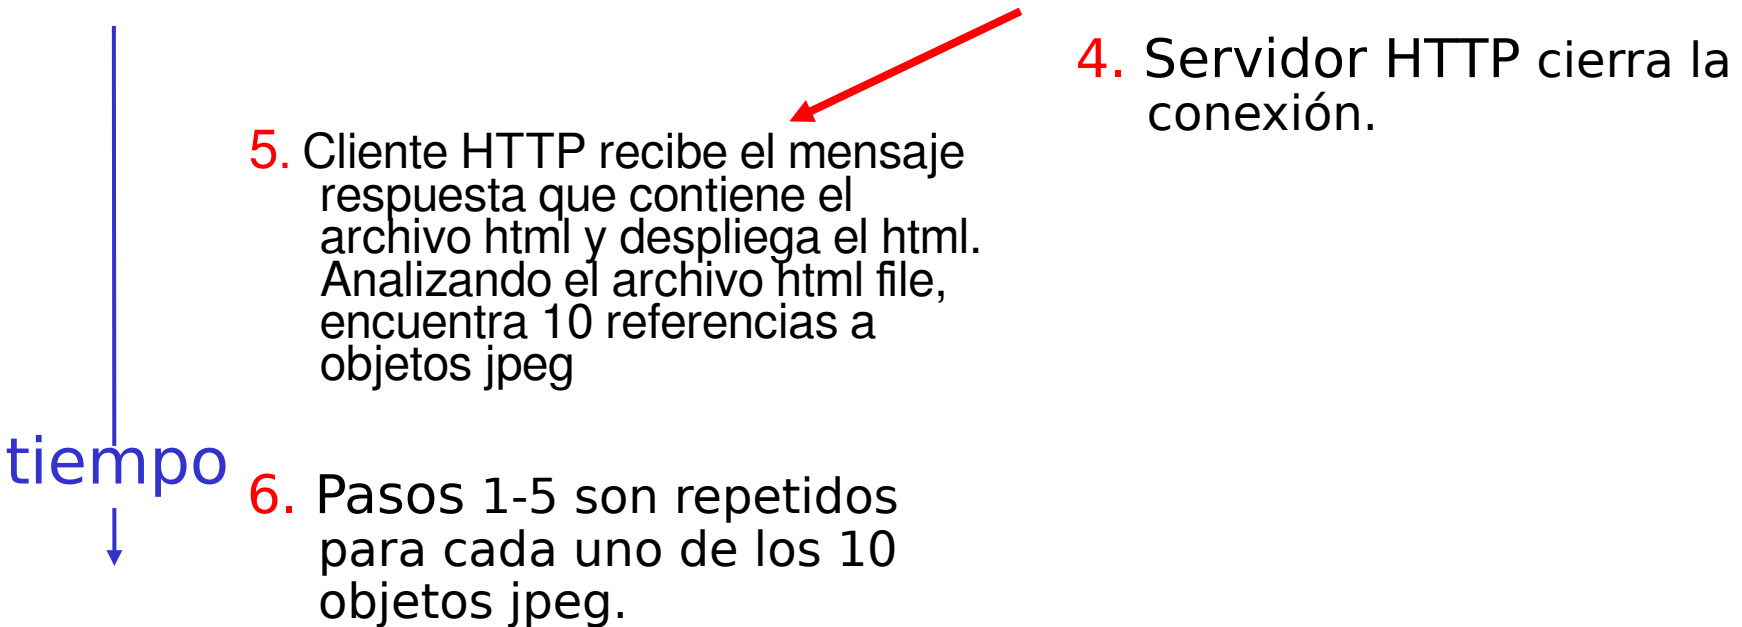 4. Servidor HTTP cierra la
conexión.
5. Cliente HTTP recibe el mensaje
respuesta que contiene el
archivo html y despliega el html.
Analizando el archivo html file,
encuentra 10 referencias a
objetos jpeg
tiempo
6. Pasos 1-5 son repetidos
para cada uno de los 10
objetos jpeg.